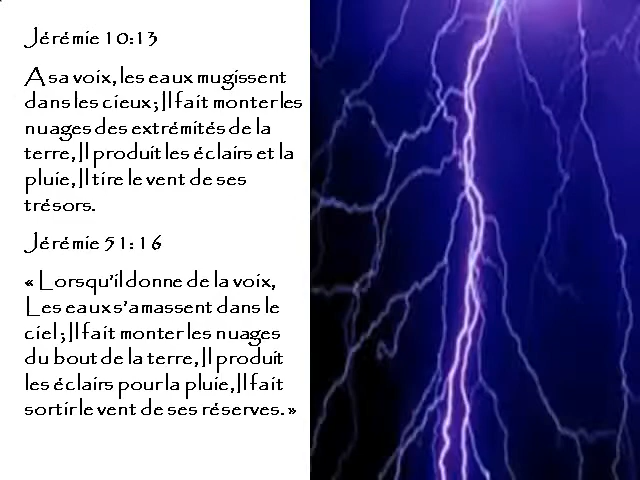 Jérémie 10:13
A sa voix, les eaux mugissent
dans les cieux ; Il fait monter les
nuages des extrémités de la
terre, Il produit les éclairs et la
pluie, Il tire le vent de ses
trésors.
Jérémie 51:16
« Lorsqu'il donne de la voix,
Les eaux s'amassent dans le
ciel ; Il fait monter les nuages
du bout de la terre, Il produit
les éclairs pour la pluie, Il fait
sortir le vent de ses réserves. »